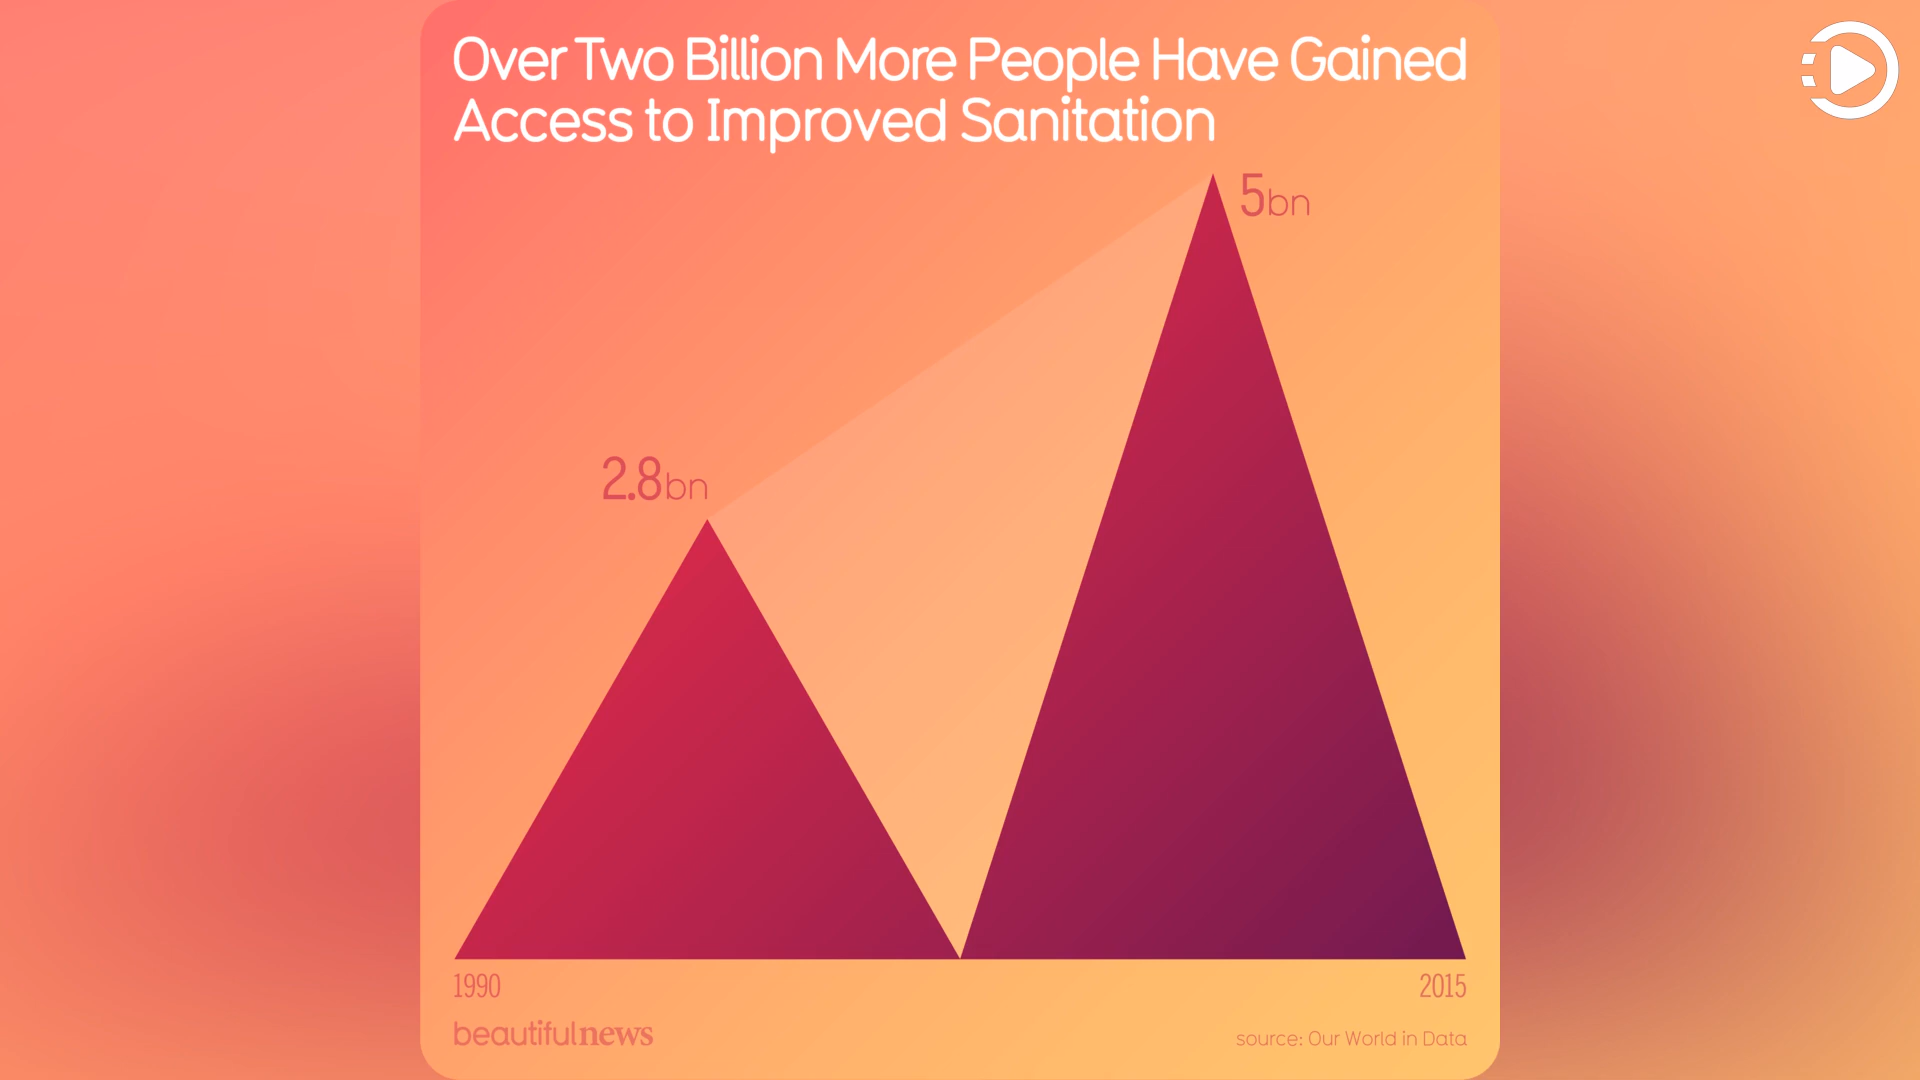 Over Two Billion More People Have Gained
Access to Improved Sanitation
5bn
2.8bn
1990
2015
beautifulnews
source: Our World in Data